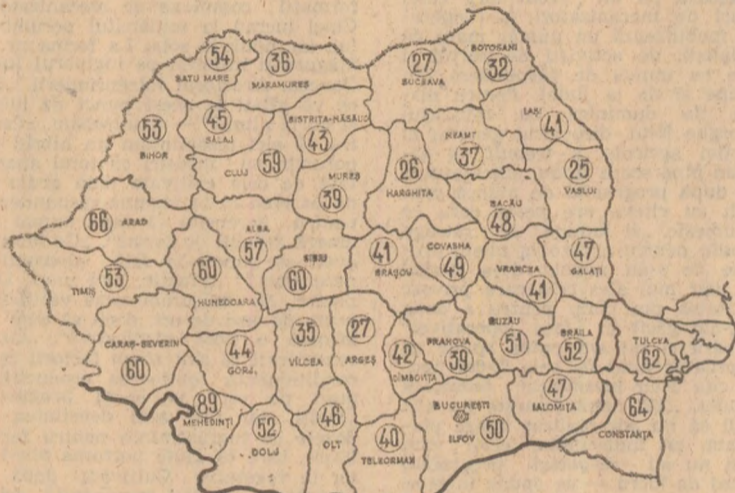 54
SATU MARE
36
MARAMUREȘ
27
SUCEAVA
BOTOȘANI
32
53
BIHOR
45
SĂLAJ
BISTRIȚA-NĂSĂUD
43
CLUJ 59
MUREȘ
39
26
HARGHITA
NEAMȚ
37
IAȘI
41
25
VASLUI
BACĂU
48
66 ARAD
ALBA
57
SIBIU
60
41
BRAȘOV
COVASNA
49
VRANCEA
41
47
GALAȚI
53
TIMIȘ
60
HUNEDOARA
CARAȘ-SEVERIN
60
44
GORJ
35
VÎLCEA
27
ARGEȘ
42
DÎMBOVIȚA
PRAHOVA
39
BUZĂU
51
BRĂILA
52
TULCEA
62
89
MEHEDINȚI
52
DOLJ
46
OLT
40
TELEORMAN
BUCUREȘTI
ILFOV 50
47
IALOMIȚA
64
CONSTANȚA